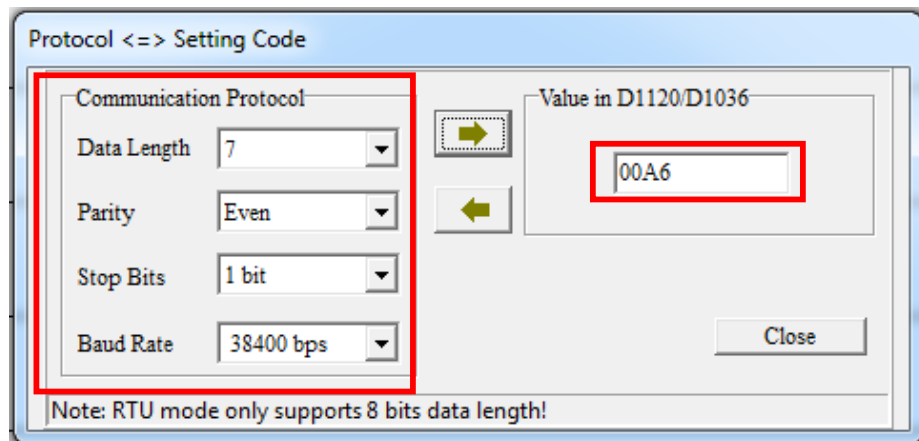 Protocol <=> Setting Code
Communication Protocol
Data Length 7
Parity Even
Stop Bits 1 bit
Baud Rate 38400 bps
Value in D1120/D1036
00A6
Close
Note: RTU mode only supports 8 bits data length!